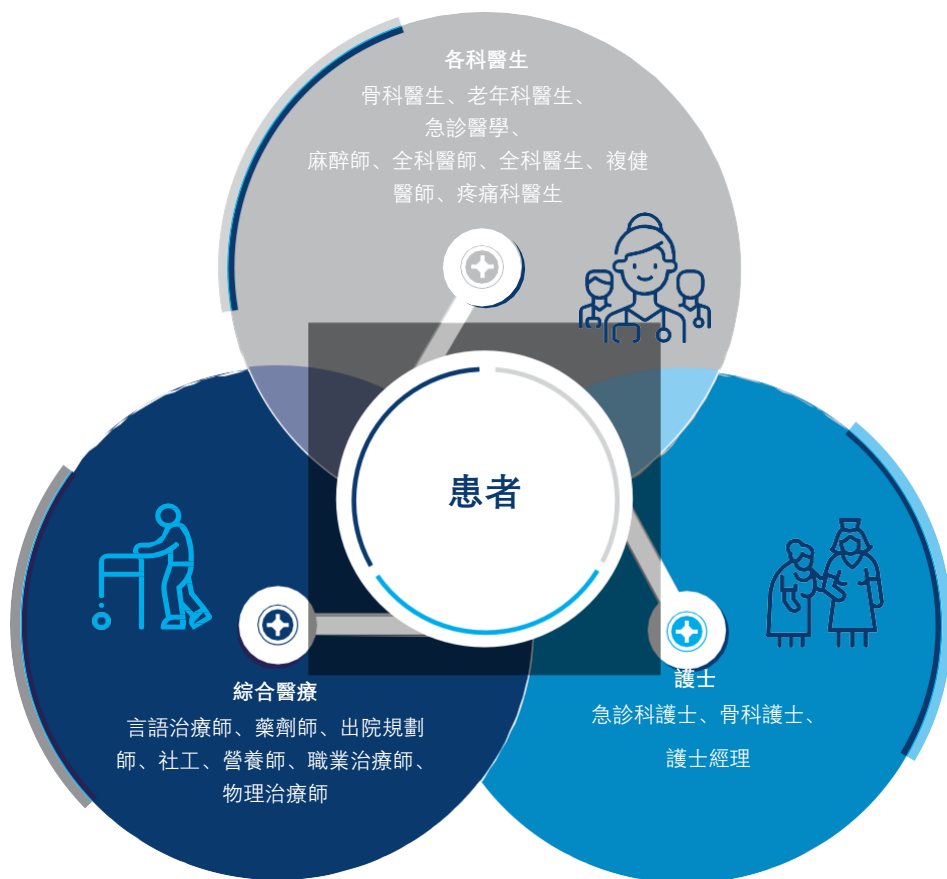 各科醫生
骨科醫生、老年科醫生、
急診醫學、
麻醉師、全科醫師、全科醫生、複健
醫師、疼痛科醫生
患者
綜合醫療
言語治療師、藥劑師、出院規劃
師、社工、營養師、職業治療師、
物理治療師
護士
急診科護士、骨科護士、
護士經理